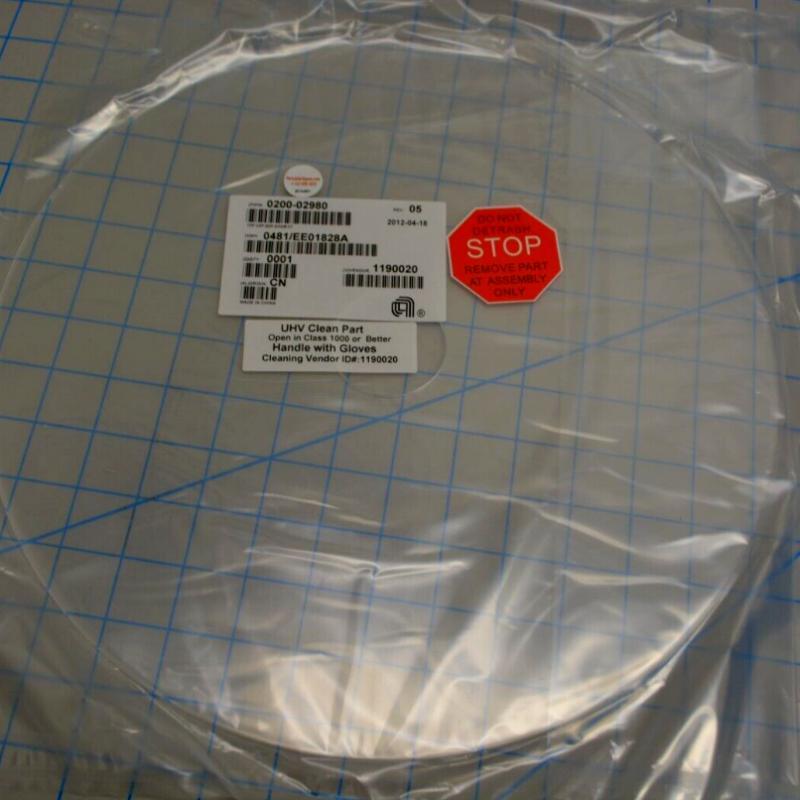 0200-02980
REV. 05
2012-04-16
0481/EE01828A
0001
1190020
CN
MADE IN CHINA
®
UHV Clean Part
Open in Class 1000 or Better
Handle with Gloves
Cleaning Vendor ID#:1190020
DO NOT
DETRASH
STOP
REMOVE PART
AT ASSEMBLY
ONLY